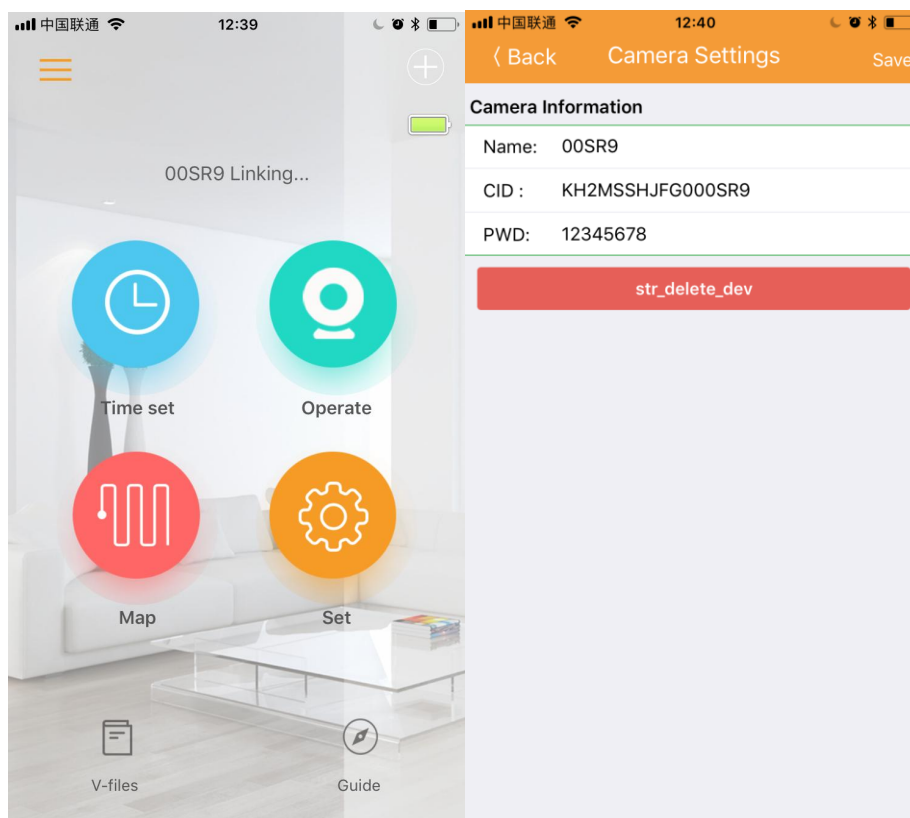 中国联通 12:39
00SR9 Linking...
Time set Operate
Map Set
V-files Guide
中国联通 12:40
Back Camera Settings Save
Camera Information
Name: 00SR9
CID : KH2MSSHJFG000SR9
PWD: 12345678
str_delete_dev